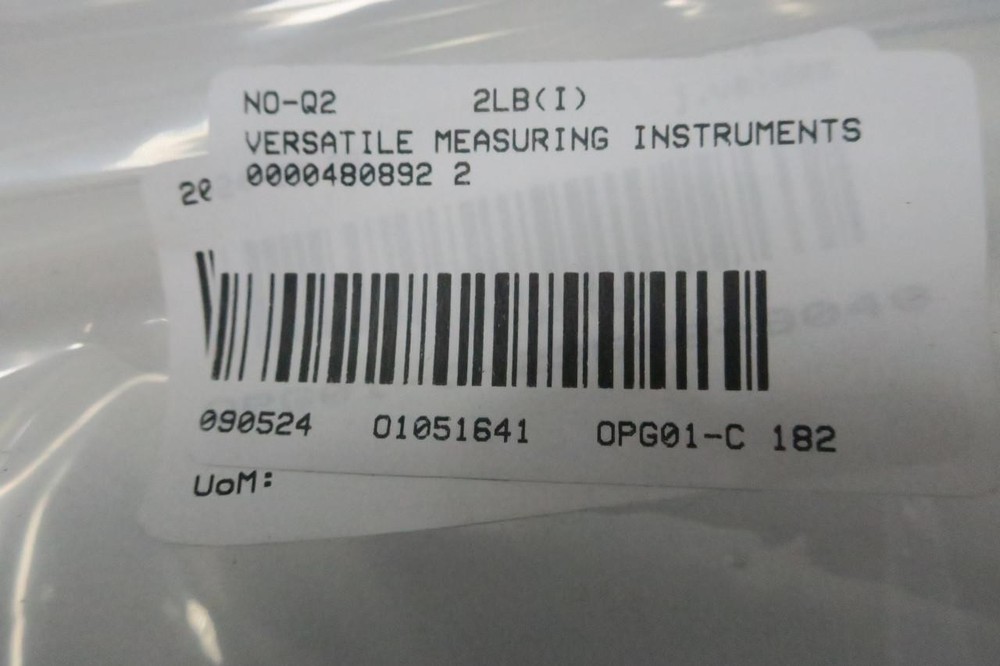 NO-Q2 2LB(I)
VERSATILE MEASURING INSTRUMENTS
0000480892 2
090524 01051641 OPG01-C 182
UoM: